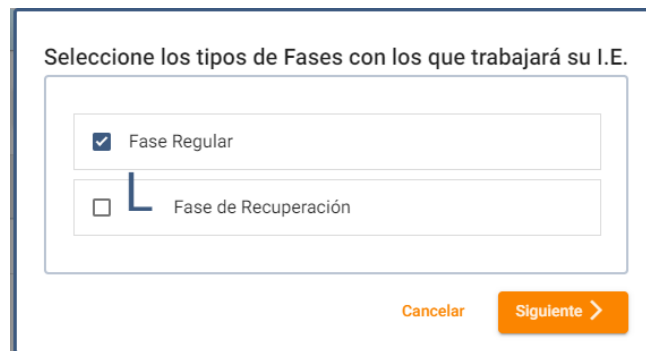 Seleccione los tipos de Fases con los que trabajará su I.E.
Fase Regular
Fase de Recuperación
Cancelar
Siguiente